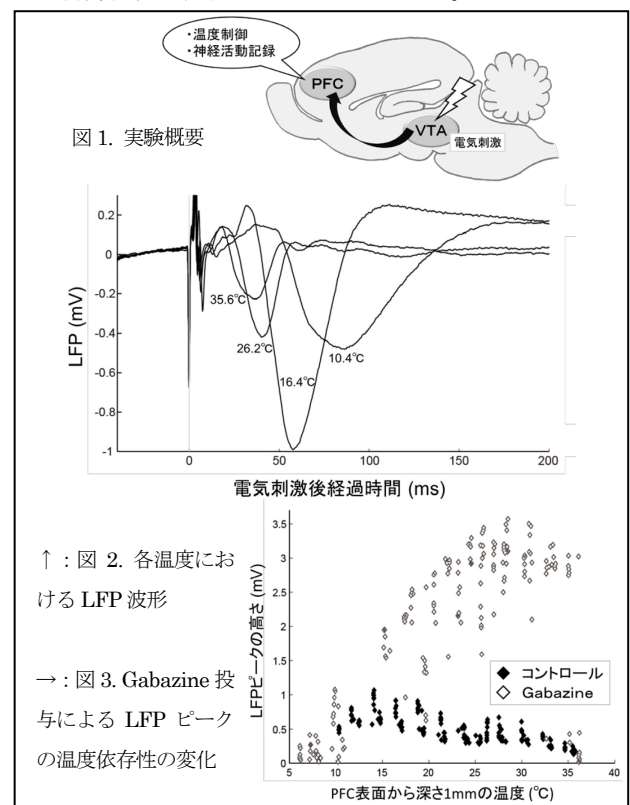 ・温度制御
・神経活動記録
PFC
VTA
電気刺激
図 1. 実験概要
0.2
0
-0.2
-0.4
-0.6
-0.8
-1
LFP (mV)
35.6℃
26.2℃
16.4℃
10.4℃
0
50
100
150
200
電気刺激後経過時間 (ms)
↑ : 図 2. 各温度にお
ける LFP 波形
→ : 図 3. Gabazine 投
与による LFP ピーク
の温度依存性の変化
LFPピークの高さ (mV)
3.5
3
2.5
2
1.5
1
0.5
0
コントロール
Gabazine
5
10
15
20
25
30
35
40
PFC表面から深さ1mmの温度 (℃)